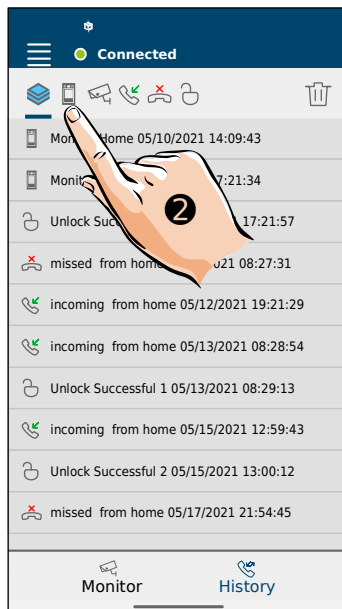 Connected
Mon Home 05/10/2021 14:09:43
Monit 7:21:34
Unlock Suc 17:21:57
2
missed from hom 021 08:27:31
incoming from home 05/12/2021 19:21:29
incoming from home 05/13/2021 08:28:54
Unlock Successful 1 05/13/2021 08:29:13
incoming from home 05/15/2021 12:59:43
Unlock Successful 2 05/15/2021 13:00:12
missed from home 05/17/2021 21:54:45
Monitor
History